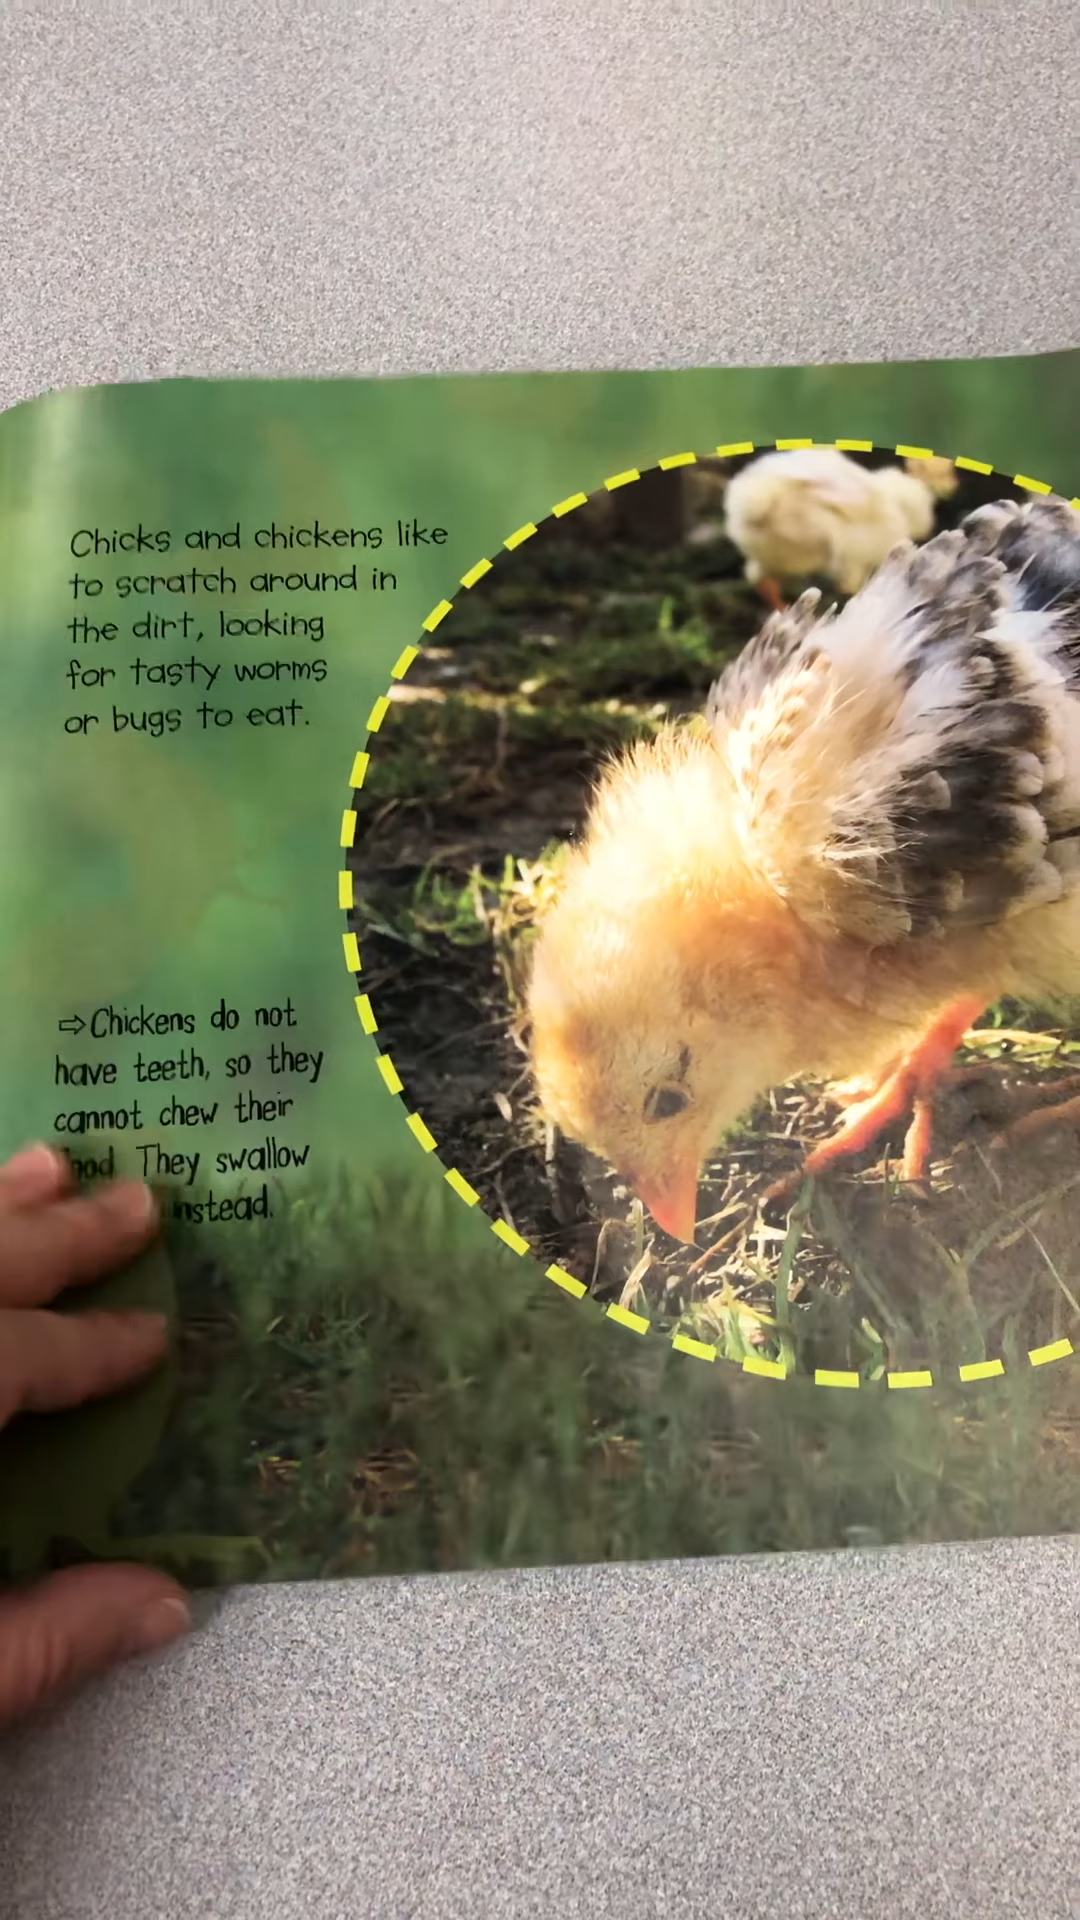 Chicks and chickens like
to scratch around in
the dirt, looking
for tasty worms
or bugs to eat.
⇨Chickens do not
have teeth, so they
cannot chew their
They swallow
instead.